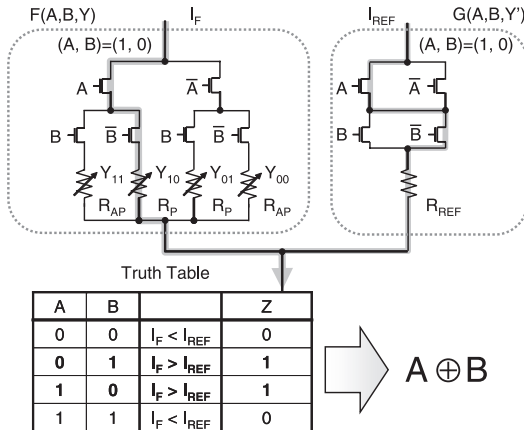 F(A,B,Y) I_F I_REF G(A,B,Y')
(A, B)=(1, 0) (A, B)=(1, 0)
A A̅ A A̅
B B̅ B B̅ B B̅
Y₁₁ Y₁₀ Y₀₁ Y₀₀
R_AP R_P R_P R_AP R_REF
Truth Table
A B Z
0 0 I_F < I_REF 0
0 1 I_F > I_REF 1
1 0 I_F > I_REF 1
1 1 I_F < I_REF 0
A ⊕ B